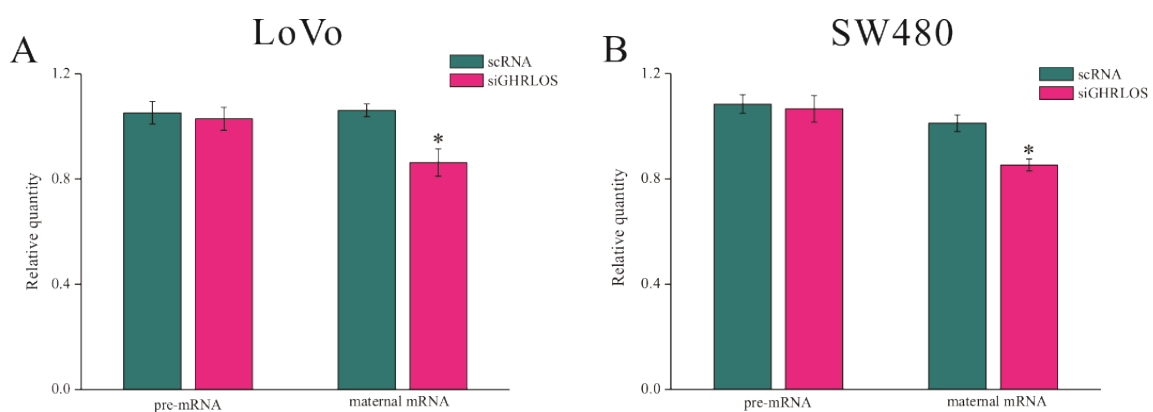 A
LoVo
scRNA
siGHRLOS
1.2
0.8
0.4
0.0
Relative quantity
*
pre-mRNA
maternal mRNA
B
SW480
scRNA
siGHRLOS
1.2
0.8
0.4
0.0
Relative quantity
*
pre-mRNA
maternal mRNA